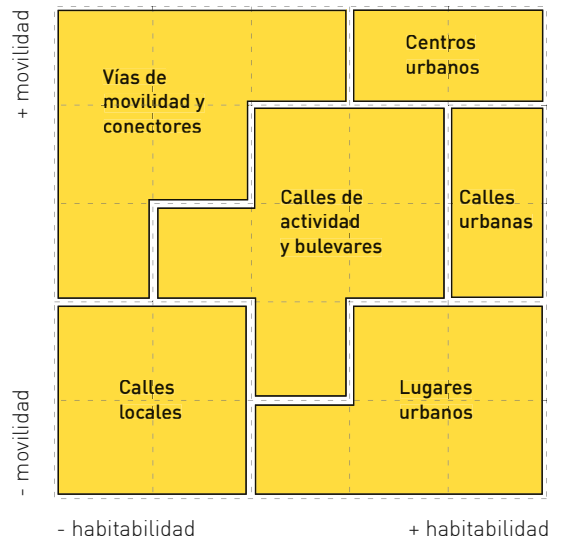 + movilidad
Vías de
movilidad y
conectores
Centros
urbanos
Calles de
actividad
y bulevares
Calles
urbanas
Calles
locales
Lugares
urbanos
- movilidad
- habitabilidad
+ habitabilidad